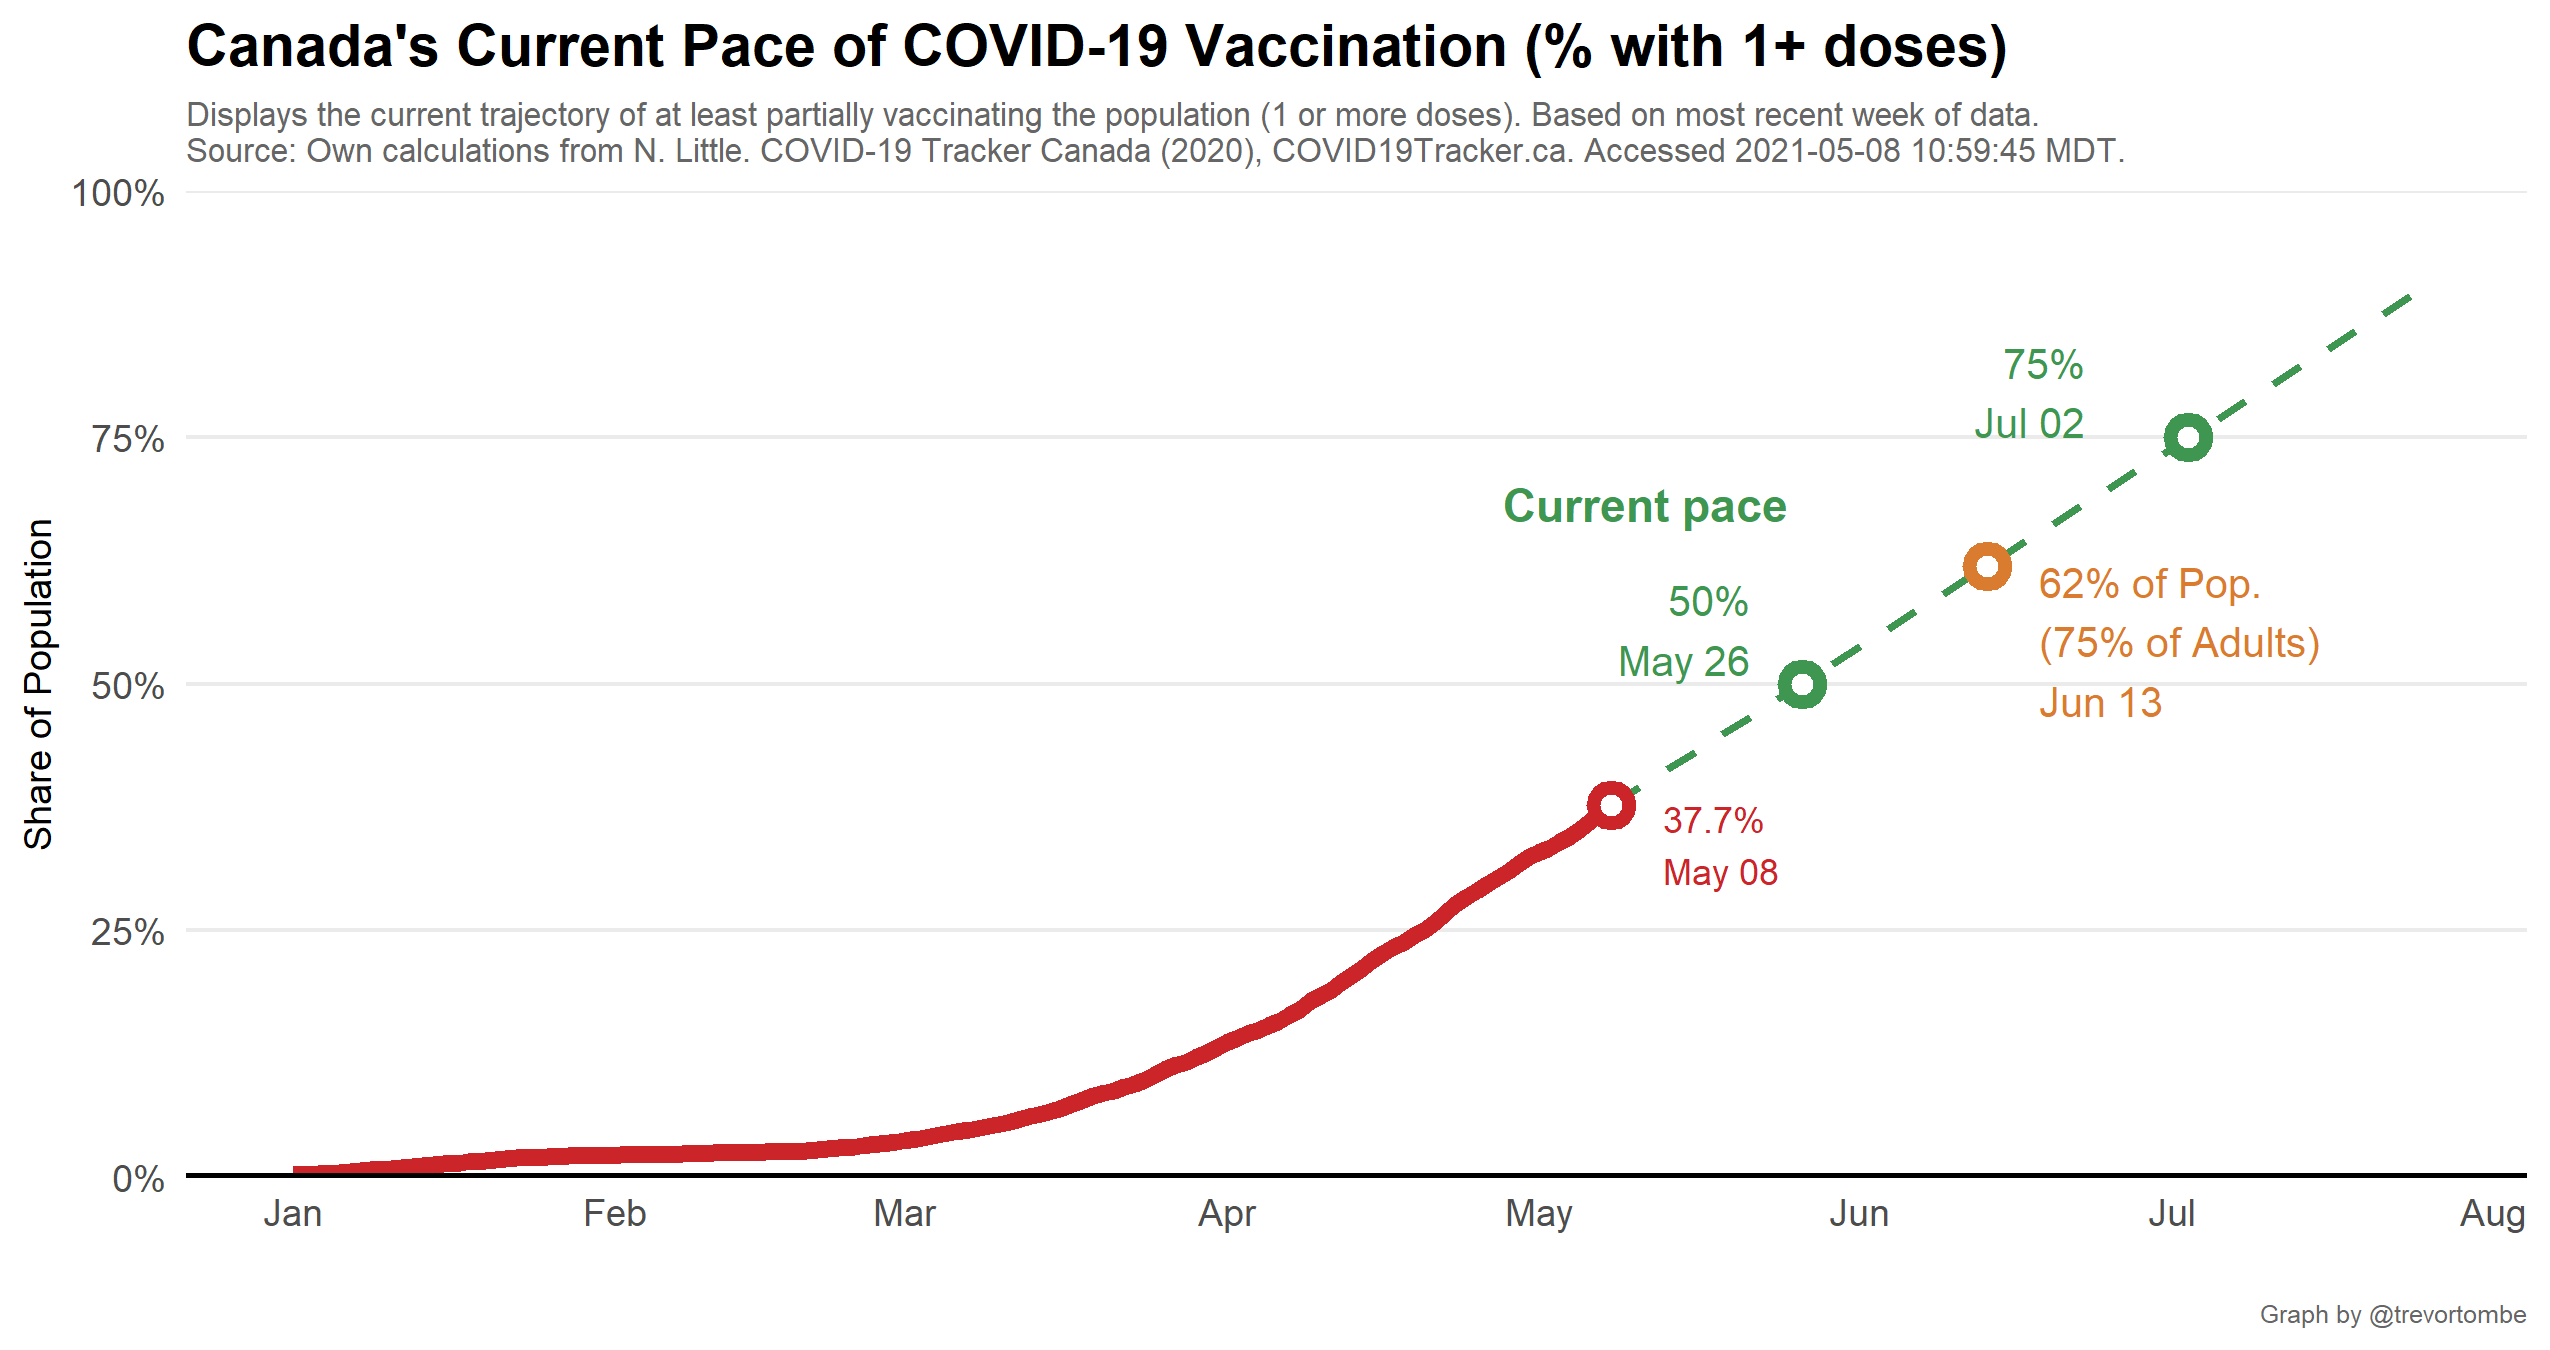 Canada's Current Pace of COVID-19 Vaccination (% with 1+ doses)
Displays the current trajectory of at least partially vaccinating the population (1 or more doses). Based on most recent week of data.
Source: Own calculations from N. Little. COVID-19 Tracker Canada (2020), COVID19Tracker.ca. Accessed 2021-05-08 10:59:45 MDT.
100%
75%
50%
25%
0%
Share of Population
75%
Jul 02
Current pace
50%
May 26
62% of Pop.
(75% of Adults)
Jun 13
37.7%
May 08
Jan
Feb
Mar
Apr
May
Jun
Jul
Aug
Graph by @trevortombe